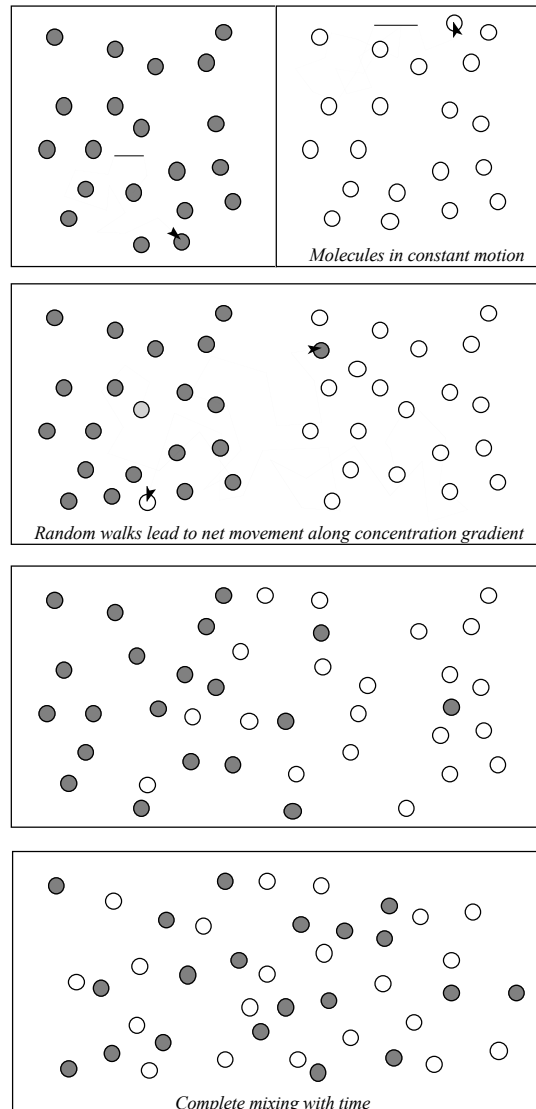 Molecules in constant motion
Random walks lead to net movement along concentration gradient
Complete mixing with time